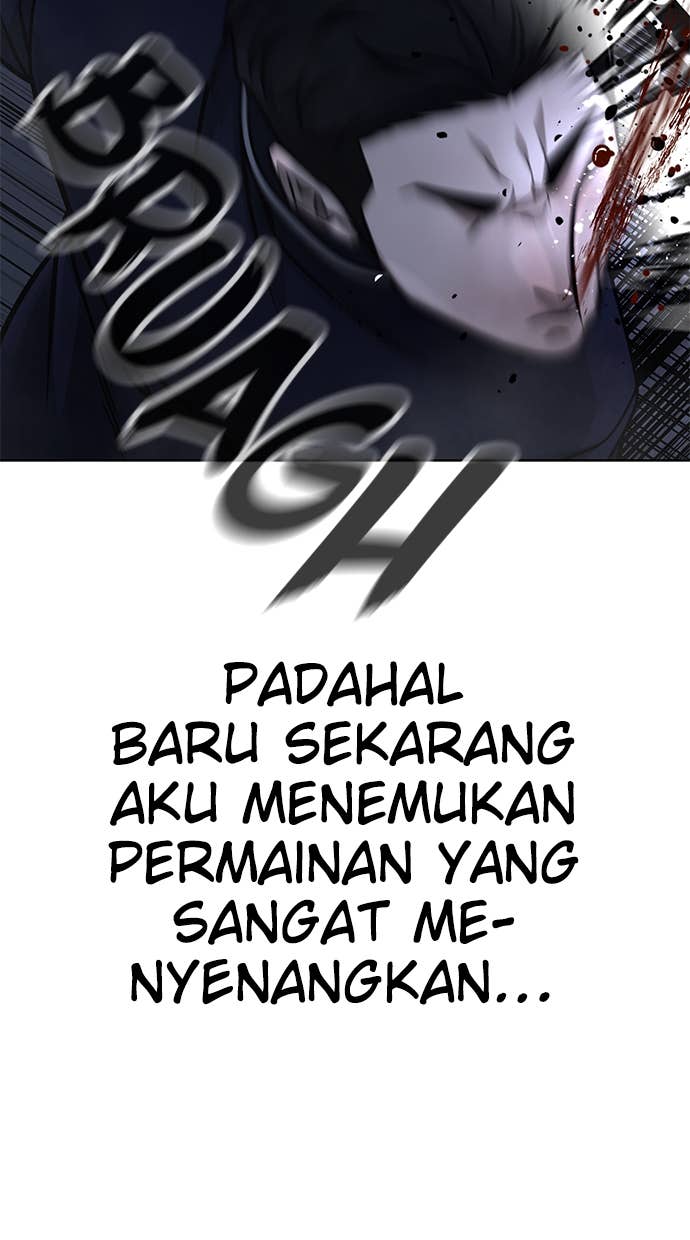 BRUAGH
PADAHAL
BARU SEKARANG
AKU MENEMUKAN
PERMAINAN YANG
SANGAT ME-
NYENANGKAN...